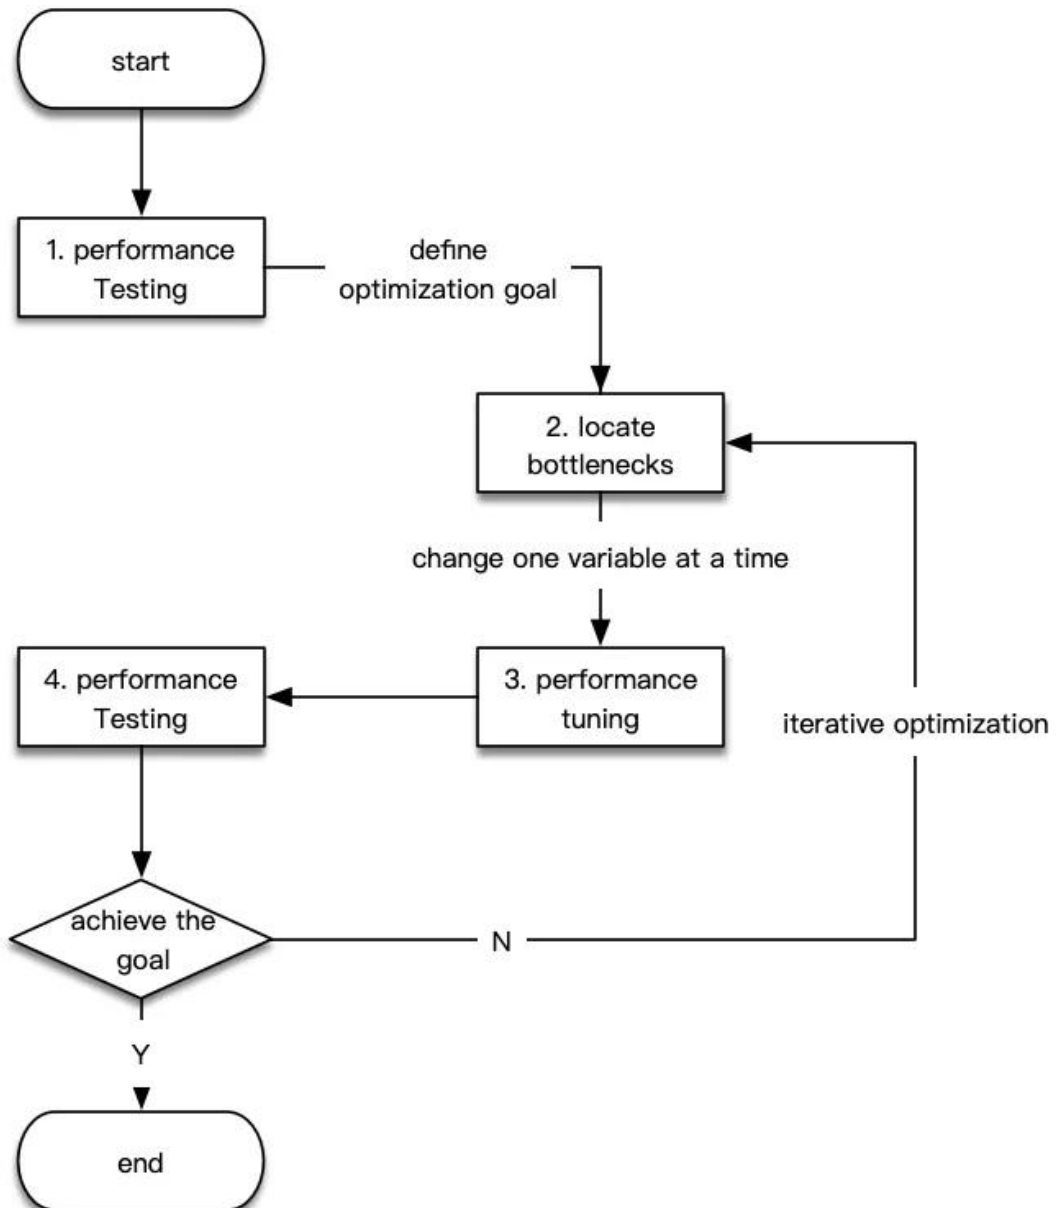 start
1. performance
Testing
define
optimization goal
2. locate
bottlenecks
change one variable at a time
3. performance
tuning
4. performance
Testing
iterative optimization
achieve the
goal
N
Y
end